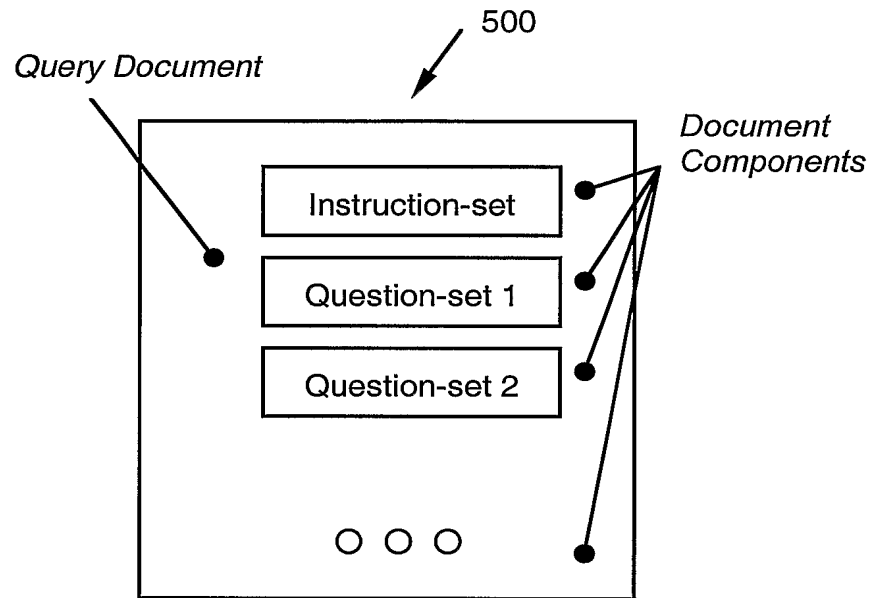 500
Query Document
Document
Components
Instruction-set
Question-set 1
Question-set 2